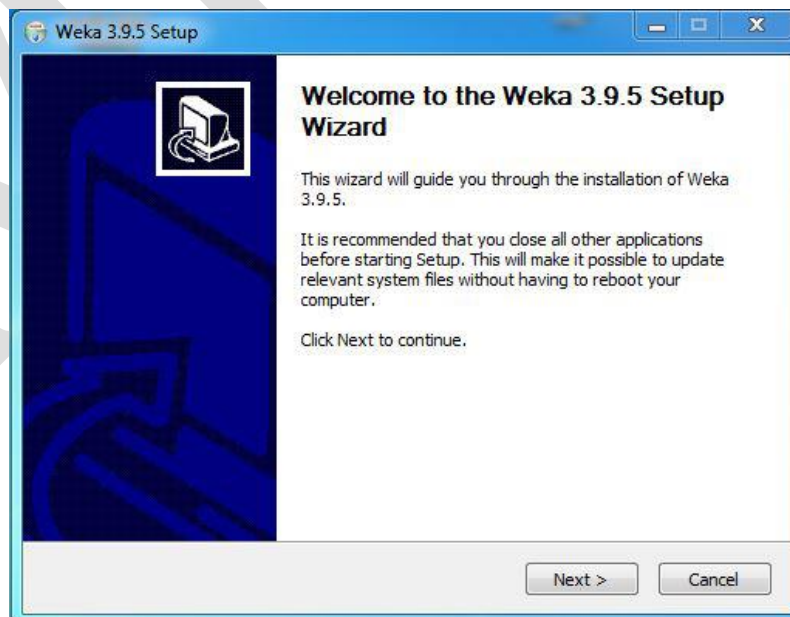 Weka 3.9.5 Setup
Welcome to the Weka 3.9.5 Setup
Wizard
This wizard will guide you through the installation of Weka
3.9.5.
It is recommended that you close all other applications
before starting Setup. This will make it possible to update
relevant system files without having to reboot your
computer.
Click Next to continue.
Next >
Cancel